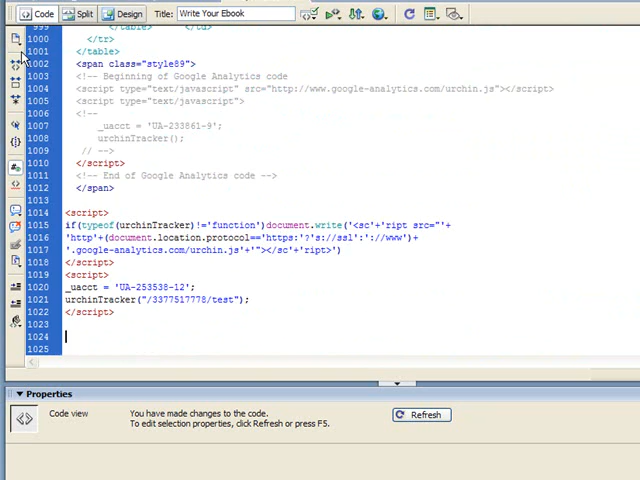 Code Split Design Title: Write Your Ebook
999 </table> </td>
1000 </tr>
1001 </table>
1002 <span class="style89">
1003 <!-- Beginning of Google Analytics code
1004 <script type="text/javascript" src="http://www.google-analytics.com/urchin.js"></script>
1005 <script type="text/javascript">
1006 <!--
1007 _uacct = 'UA-233861-9';
1008 urchinTracker();
1009 // -->
1010 </script>
1011 <!-- End of Google Analytics code -->
1012 </span>
1013
1014 <script>
1015 if(typeof(urchinTracker)!='function')document.write('<sc'+'ript src="'+
1016 'http'+(document.location.protocol=='https:'?'s://ssl':'://www')+
1017 '.google-analytics.com/urchin.js'+'"></sc'+'ript>')
1018 </script>
1019 <script>
1020 _uacct = 'UA-253538-12';
1021 urchinTracker("/3377517778/test");
1022 </script>
1023
1024
1025
Properties
Code view You have made changes to the code. Refresh
To edit selection properties, click Refresh or press F5.